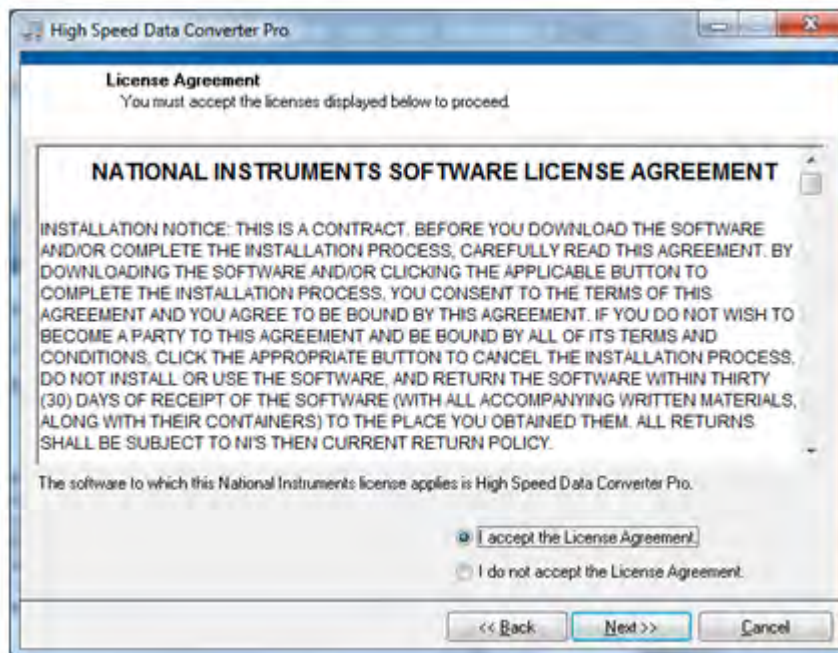 High Speed Data Converter Pro
License Agreement
You must accept the licenses displayed below to proceed.
NATIONAL INSTRUMENTS SOFTWARE LICENSE AGREEMENT
INSTALLATION NOTICE: THIS IS A CONTRACT. BEFORE YOU DOWNLOAD THE SOFTWARE
AND/OR COMPLETE THE INSTALLATION PROCESS, CAREFULLY READ THIS AGREEMENT. BY
DOWNLOADING THE SOFTWARE AND/OR CLICKING THE APPLICABLE BUTTON TO
COMPLETE THE INSTALLATION PROCESS, YOU CONSENT TO THE TERMS OF THIS
AGREEMENT AND YOU AGREE TO BE BOUND BY THIS AGREEMENT. IF YOU DO NOT WISH TO
BECOME A PARTY TO THIS AGREEMENT AND BE BOUND BY ALL OF ITS TERMS AND
CONDITIONS, CLICK THE APPROPRIATE BUTTON TO CANCEL THE INSTALLATION PROCESS,
DO NOT INSTALL OR USE THE SOFTWARE, AND RETURN THE SOFTWARE WITHIN THIRTY
(30) DAYS OF RECEIPT OF THE SOFTWARE (WITH ALL ACCOMPANYING WRITTEN MATERIALS,
ALONG WITH THEIR CONTAINERS) TO THE PLACE YOU OBTAINED THEM. ALL RETURNS
SHALL BE SUBJECT TO NI'S THEN CURRENT RETURN POLICY.
The software to which this National Instruments license applies is High Speed Data Converter Pro.
I accept the License Agreement.
I do not accept the License Agreement.
<< Back Next >> Cancel